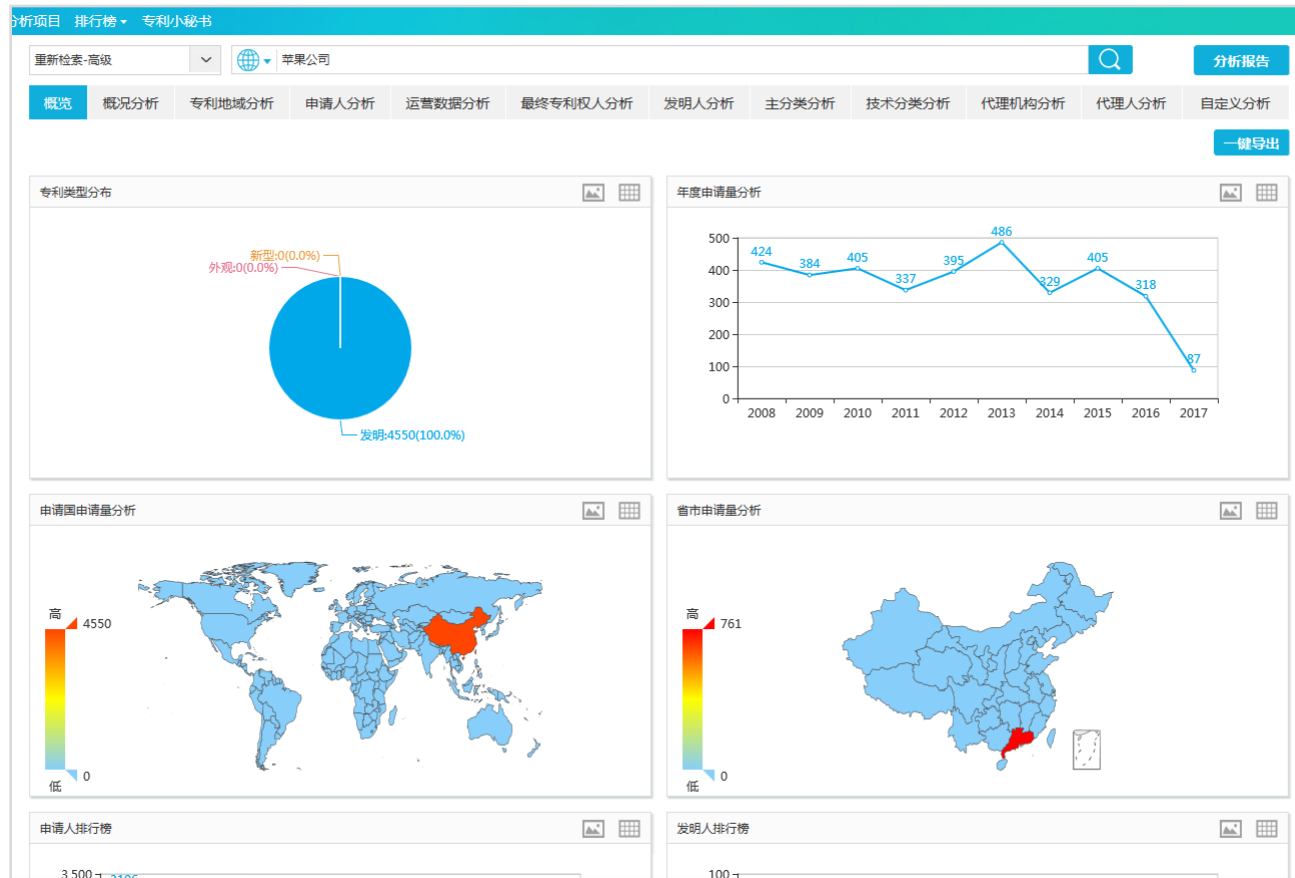 分析项目 排行榜 专利小秘书
重新检索-高级
苹果公司
分析报告
概览 概况分析 专利地域分析 申请人分析 运营数据分析 最终专利权人分析 发明人分析 主分类分析 技术分类分析 代理机构分析 代理人分析 自定义分析
一键导出
专利类型分布
新型:0(0.0%)
外观:0(0.0%)
发明:4550(100.0%)
年度申请量分析
500
400
300
200
100
0
424 384 405 337 395 486 329 405 318 87
2008 2009 2010 2011 2012 2013 2014 2015 2016 2017
申请国申请量分析
高
4550
0
低
省市申请量分析
高
761
0
低
申请人排行榜
3,500
发明人排行榜
100